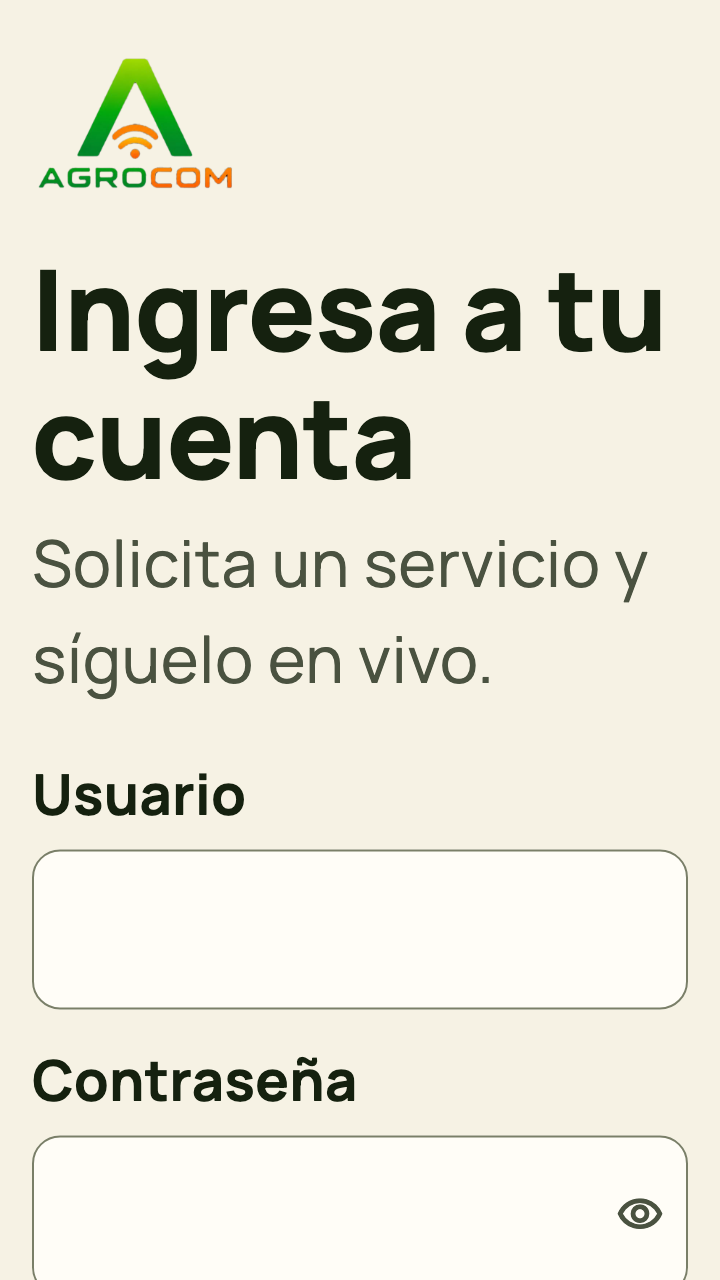 AGROCOM
Ingresa a tu
cuenta
Solicita un servicio y
síguelo en vivo.
Usuario
Contraseña